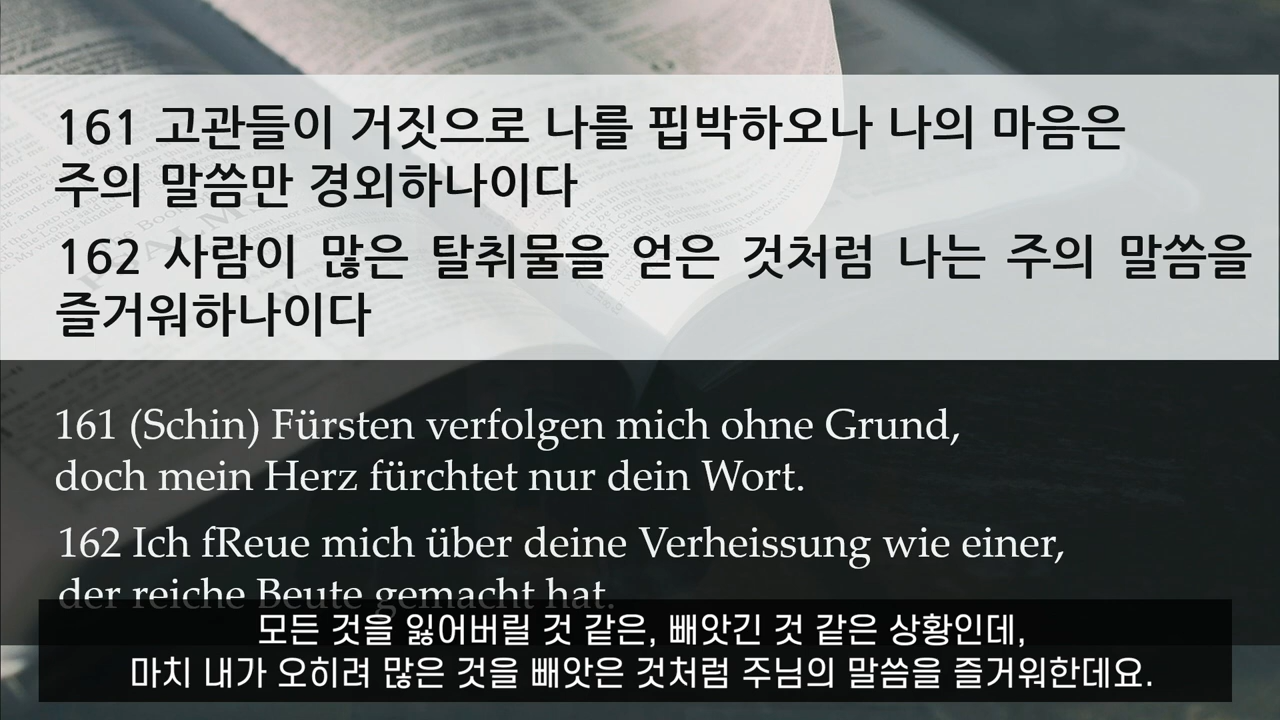 161 고관들이 거짓으로 나를 핍박하오나 나의 마음은
주의 말씀만 경외하나이다
162 사람이 많은 탈취물을 얻은 것처럼 나는 주의 말씀을
즐거워하나이다
161 (Schin) Fürsten verfolgen mich ohne Grund,
doch mein Herz fürchtet nur dein Wort.
162 Ich fReue mich über deine Verheissung wie einer,
der reiche Beute gemacht hat.
모든 것을 잃어버릴 것 같은, 빼앗긴 것 같은 상황인데,
마치 내가 오히려 많은 것을 빼앗은 것처럼 주님의 말씀을 즐거워한데요.